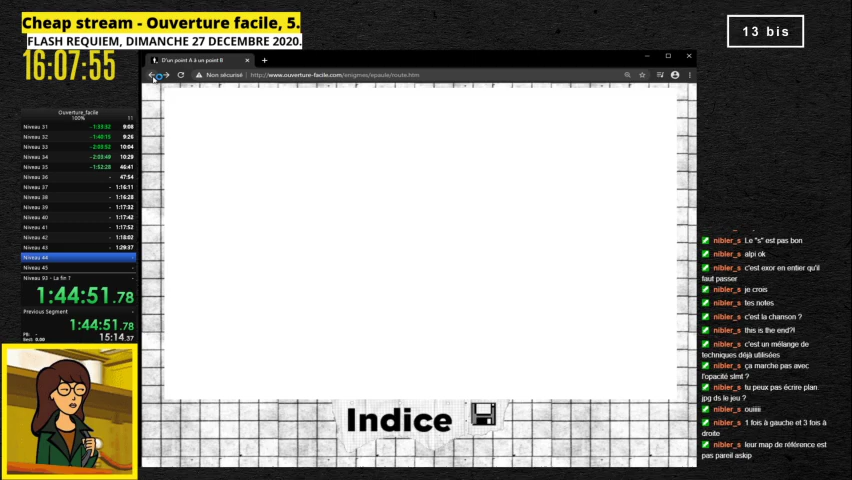 Cheap stream - Ouverture facile, 5.
FLASH REQUIEM, DIMANCHE 27 DECEMBRE 2020.
16:07:55
13 bis
D'un point A à un point B
Non sécurisé | http://www.ouverture-facile.com/enigmes/epaule/route.htm
Ouverture_facile
100% 11
Niveau 31 -1:33:52 9:08
Niveau 32 -1:40:15 9:26
Niveau 33 -2:03:52 10:04
Niveau 34 -2:03:49 10:29
Niveau 35 -1:52:28 46:41
Niveau 36 - 47:54
Niveau 37 - 1:16:11
Niveau 38 - 1:16:28
Niveau 39 - 1:17:32
Niveau 40 - 1:17:42
Niveau 41 - 1:17:52
Niveau 42 - 1:18:02
Niveau 43 - 1:29:37
Niveau 44 -
Niveau 45 -
Niveau 93 - La fin ? -
1:44:51.78
Previous Segment -
1:44:51.78
PB: -
Best: 0.00 15:14.37
Indice
nibler_s Le "s" est pas bon
nibler_s alpi ok
nibler_s c'est exor en entier qu'il
faut passer
nibler_s je crois
nibler_s tes notes
nibler_s c'est la chanson ?
nibler_s this is the end?!
nibler_s c'est un mélange de
techniques déjà utilisées
nibler_s ça marche pas avec
l'opacité slmt ?
nibler_s tu peux pas écrire plan.
jpg ds le jeu ?
nibler_s ouiiiii
nibler_s 1 fois à gauche et 3 fois à
droite
nibler_s leur map de référence est
pas pareil askip